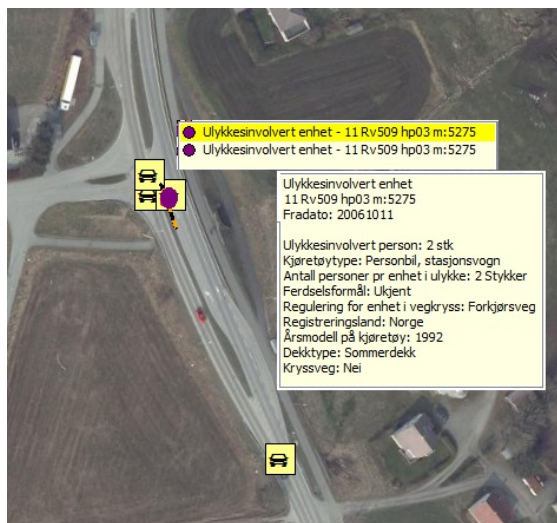 Ulykkesinvolvert enhet - 11 Rv509 hp03 m:5275
Ulykkesinvolvert enhet - 11 Rv509 hp03 m:5275
Ulykkesinvolvert enhet
11 Rv509 hp03 m:5275
Fradato: 20061011
Ulykkesinvolvert person: 2 stk
Kjøretøytype: Personbil, stasjonsvogn
Antall personer pr enhet i ulykke: 2 Stykker
Ferdselsformål: Ukjent
Regulering for enhet i vegkryss: Forkjørsveg
Registreringsland: Norge
Årsmodell på kjøretøy: 1992
Dekktype: Sommerdekk
Kryssveg: Nei